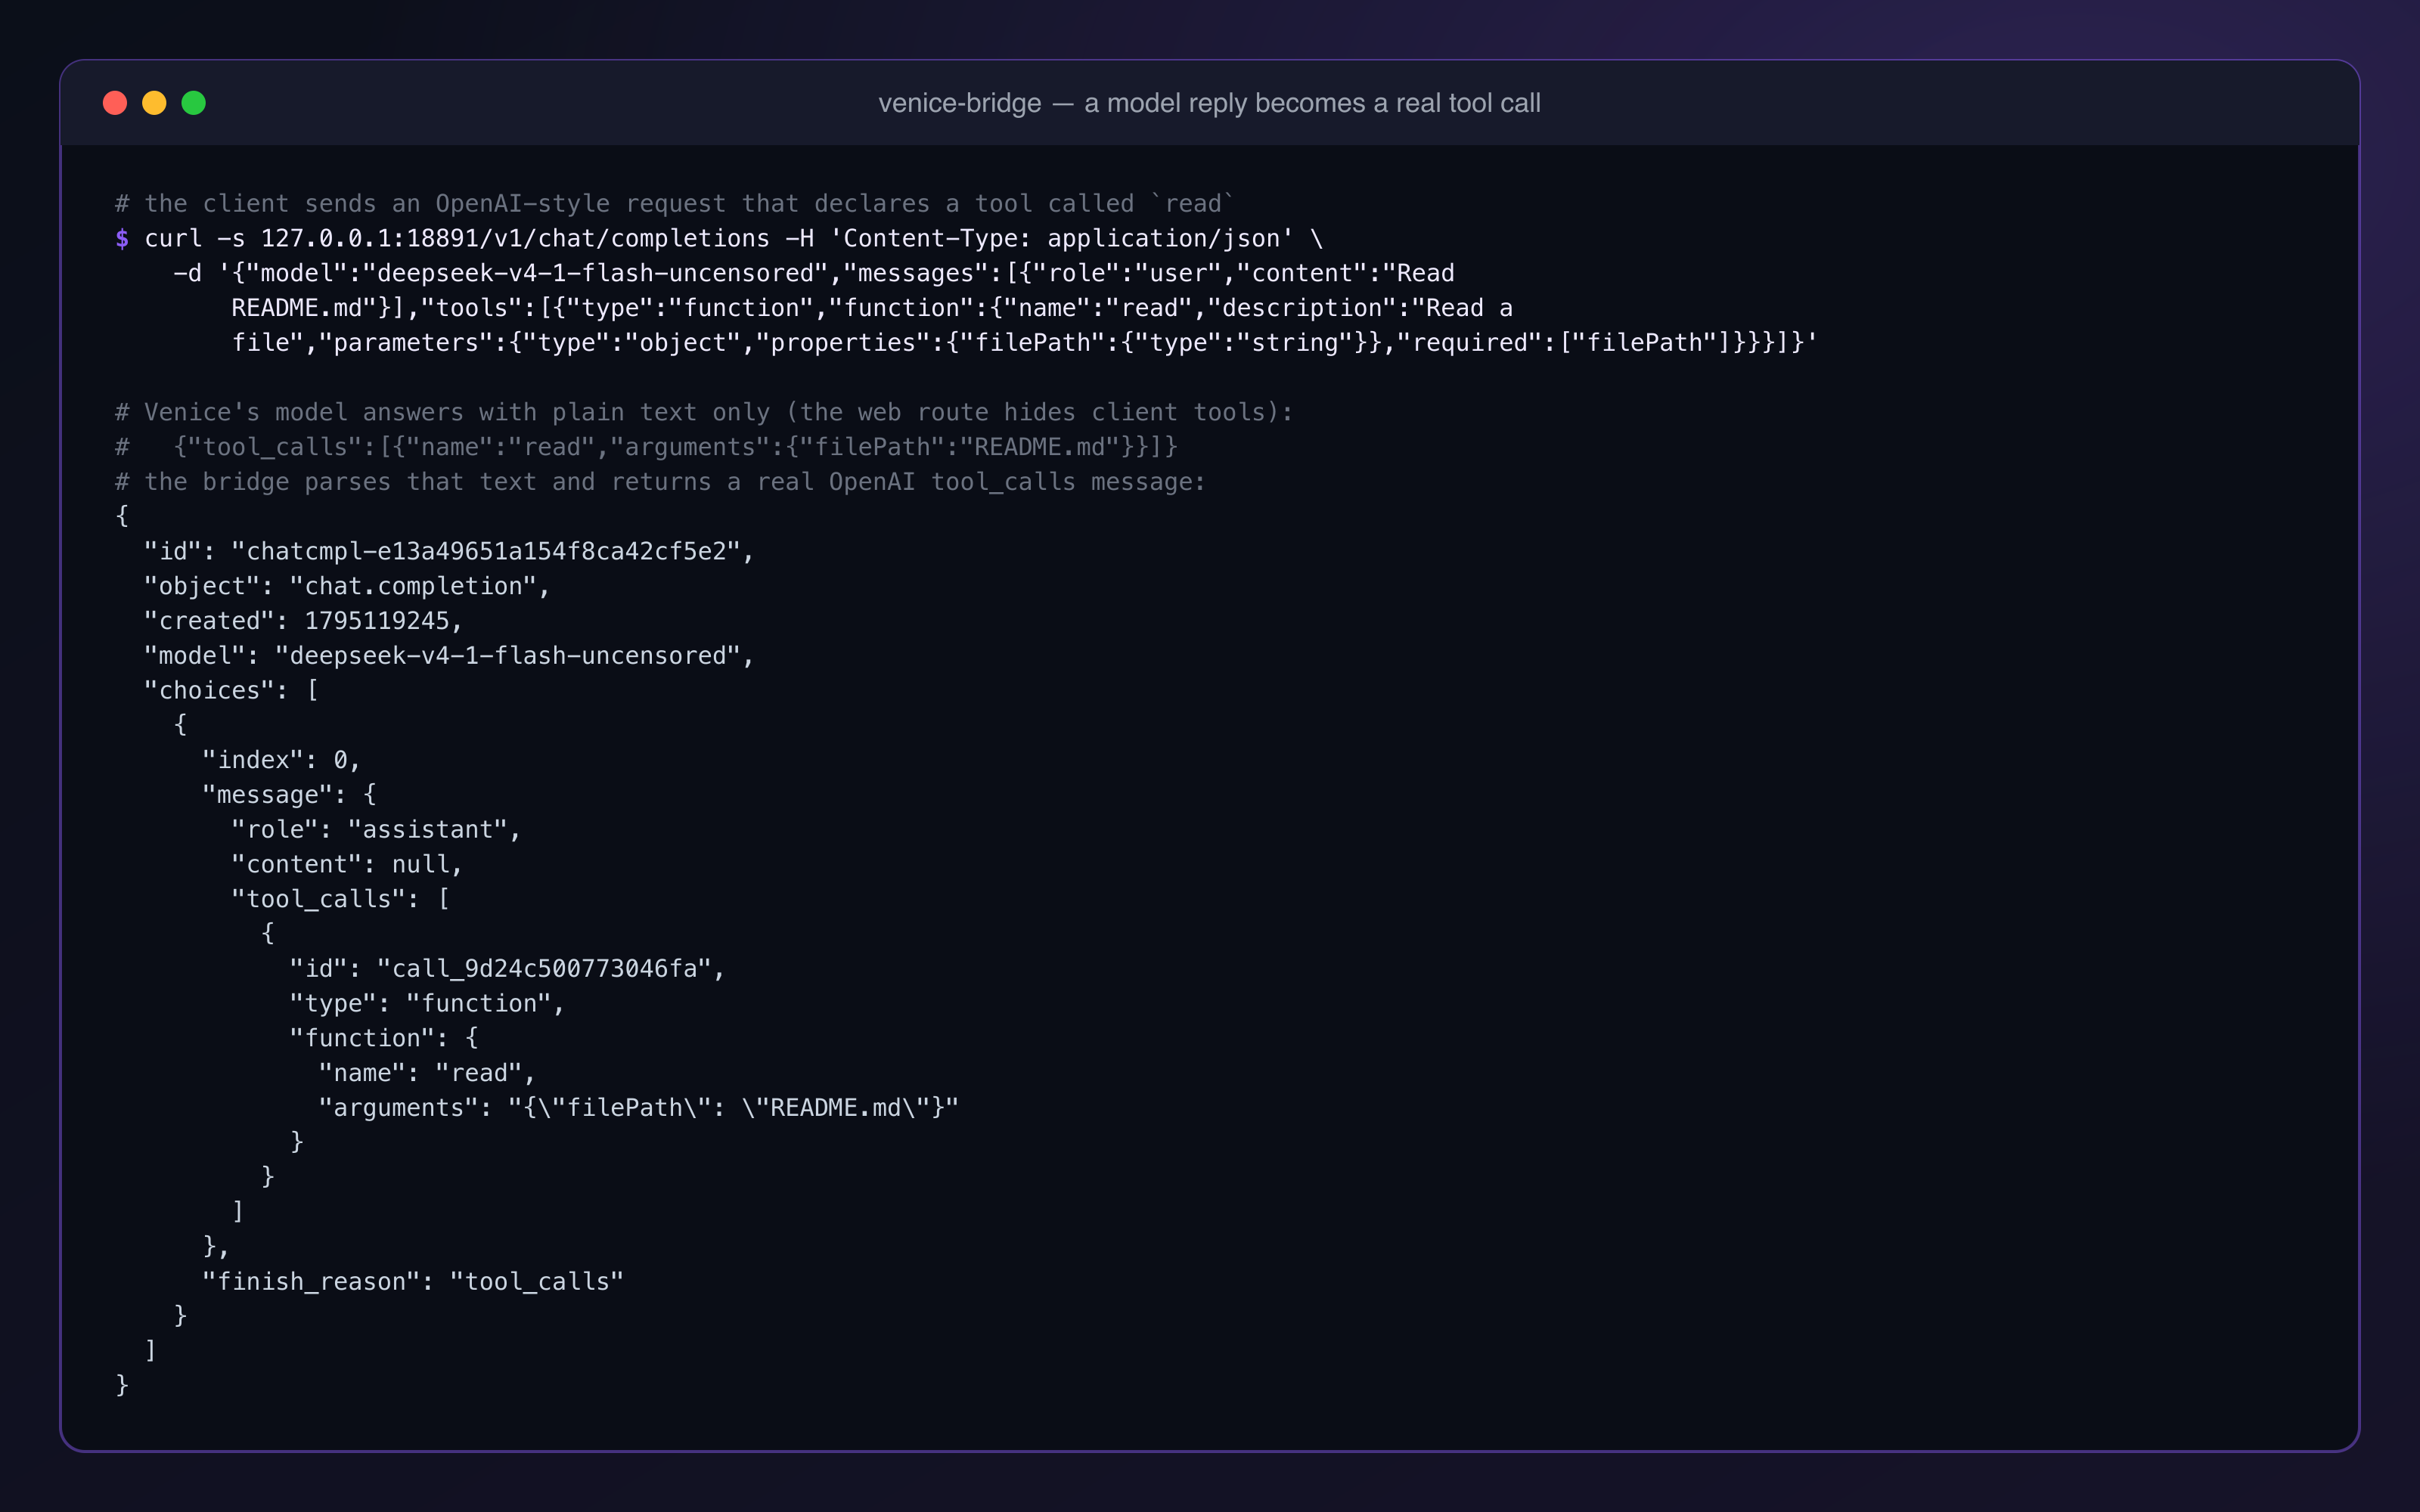 venice-bridge — a model reply becomes a real tool call
# the client sends an OpenAI-style request that declares a tool called `read`
$ curl -s 127.0.0.1:18891/v1/chat/completions -H 'Content-Type: application/json' \
    -d '{"model":"deepseek-v4-1-flash-uncensored","messages":[{"role":"user","content":"Read
        README.md"}],"tools":[{"type":"function","function":{"name":"read","description":"Read a
        file","parameters":{"type":"object","properties":{"filePath":{"type":"string"}},"required":["filePath"]}}}]}'
# Venice's model answers with plain text only (the web route hides client tools):
#   {"tool_calls":[{"name":"read","arguments":{"filePath":"README.md"}}]}
# the bridge parses that text and returns a real OpenAI tool_calls message:
{
  "id": "chatcmpl-e13a49651a154f8ca42cf5e2",
  "object": "chat.completion",
  "created": 1795119245,
  "model": "deepseek-v4-1-flash-uncensored",
  "choices": [
    {
      "index": 0,
      "message": {
        "role": "assistant",
        "content": null,
        "tool_calls": [
          {
            "id": "call_9d24c500773046fa",
            "type": "function",
            "function": {
              "name": "read",
              "arguments": "{\"filePath\": \"README.md\"}"
            }
          }
        ]
      },
      "finish_reason": "tool_calls"
    }
  ]
}